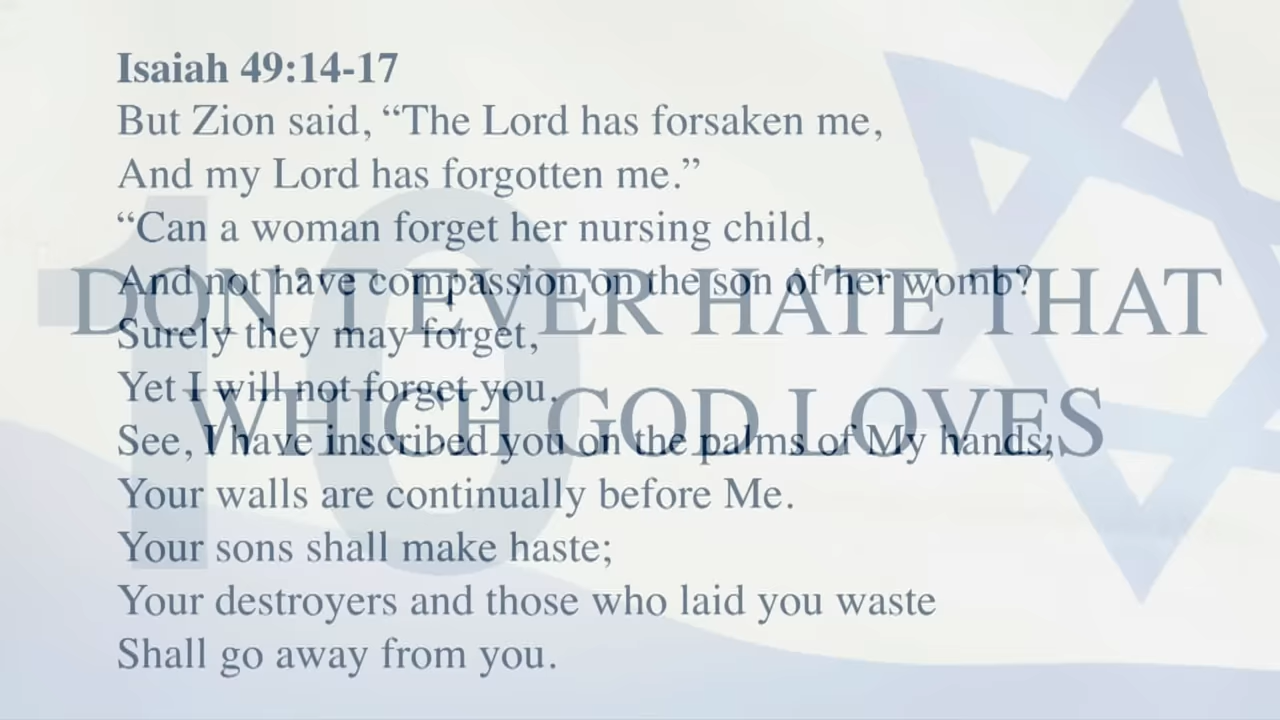 Isaiah 49:14-17
But Zion said, “The Lord has forsaken me,
And my Lord has forgotten me.”
“Can a woman forget her nursing child,
And not have compassion on the son of her womb?
Surely they may forget,
Yet I will not forget you.
See, I have inscribed you on the palms of My hands;
Your walls are continually before Me.
Your sons shall make haste;
Your destroyers and those who laid you waste
Shall go away from you.
10
DON'T EVER HATE THAT
WHICH GOD LOVES